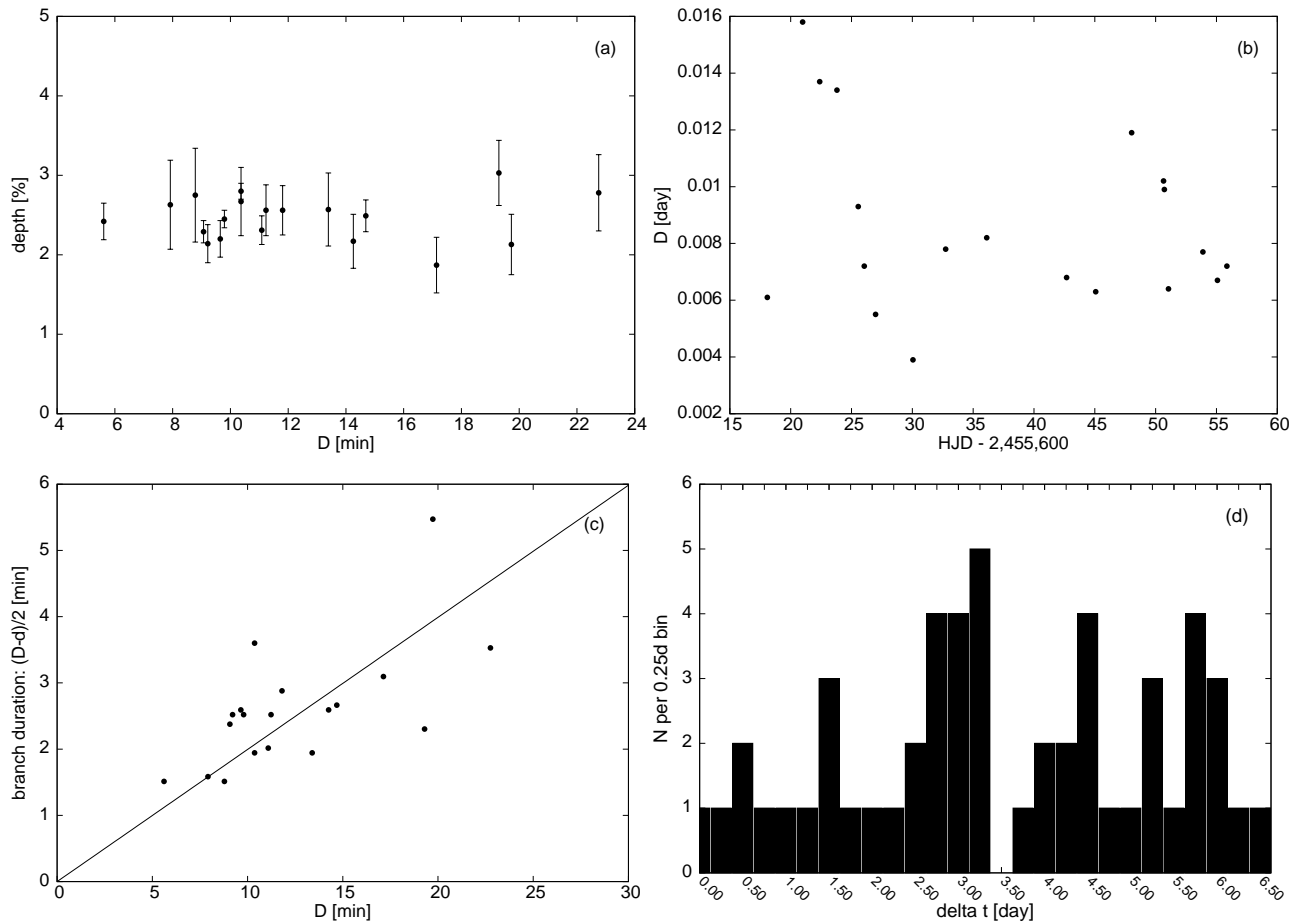 (a)
depth [%]
5
4
3
2
1
0
4 6 8 10 12 14 16 18 20 22 24
D [min]
(b)
D [day]
0.016
0.014
0.012
0.01
0.008
0.006
0.004
0.002
15 20 25 30 35 40 45 50 55 60
HJD - 2,455,600
(c)
branch duration: (D-d)/2 [min]
6
5
4
3
2
1
0
0 5 10 15 20 25 30
D [min]
(d)
N per 0.25d bin
6
5
4
3
2
1
0
0.00 0.50 1.00 1.50 2.00 2.50 3.00 3.50 4.00 4.50 5.00 5.50 6.00 6.50
delta t [day]